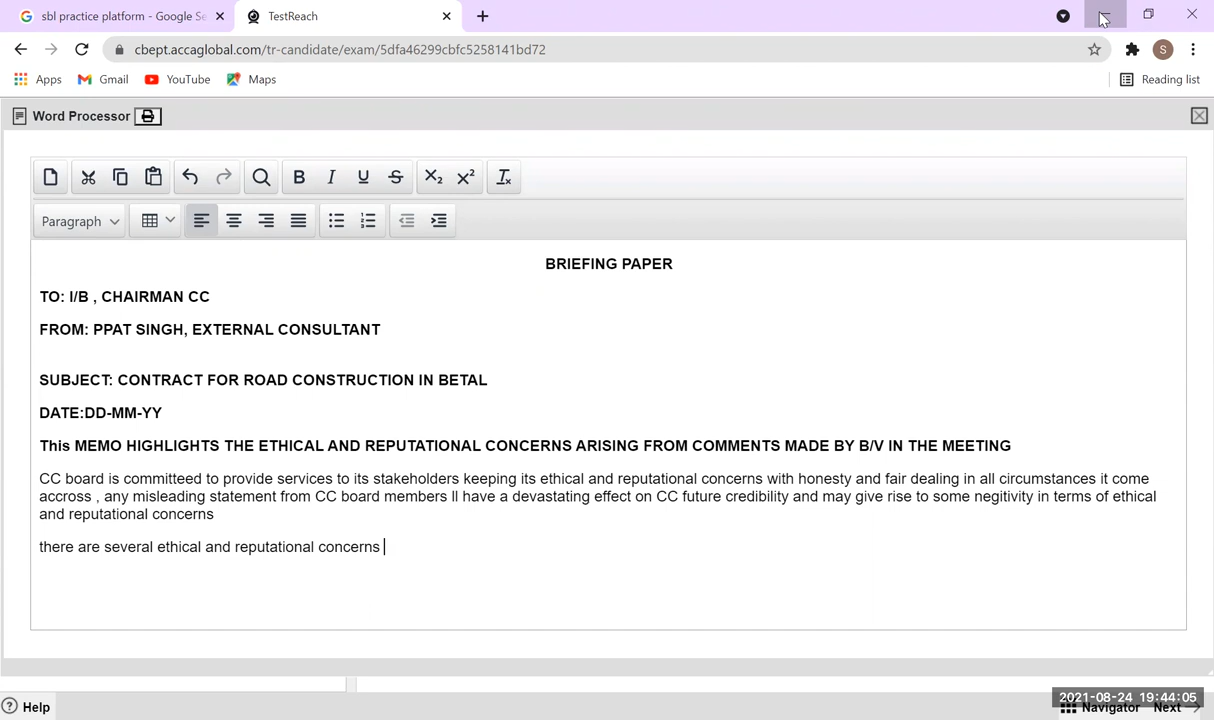 sbl practice platform - Google Se
TestReach
cbept.accaglobal.com/tr-candidate/exam/5dfa46299cbfc5258141bd72
S
Apps
Gmail
YouTube
Maps
Reading list
Word Processor
Paragraph
BRIEFING PAPER
TO: I/B , CHAIRMAN CC
FROM: PPAT SINGH, EXTERNAL CONSULTANT
SUBJECT: CONTRACT FOR ROAD CONSTRUCTION IN BETAL
DATE:DD-MM-YY
This MEMO HIGHLIGHTS THE ETHICAL AND REPUTATIONAL CONCERNS ARISING FROM COMMENTS MADE BY B/V IN THE MEETING
CC board is committeed to provide services to its stakeholders keeping its ethical and reputational concerns with honesty and fair dealing in all circumstances it come
accross , any misleading statement from CC board members ll have a devastating effect on CC future credibility and may give rise to some negitivity in terms of ethical
and reputational concerns
there are several ethical and reputational concerns
2021-08-24 19:44:05
Help
Navigator
Next